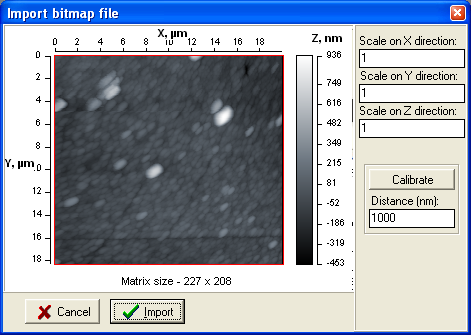 Import bitmap file
X, µm
0 2 4 6 8 10 12 14 16 18
Y, µm
0
2
4
6
8
10
12
14
16
18
Z, nm
936
749
616
482
349
215
81
-52
-186
-319
-453
Matrix size - 227 x 208
Scale on X direction:
1
Scale on Y direction:
1
Scale on Z direction:
1
Calibrate
Distance (nm):
1000
Cancel
Import